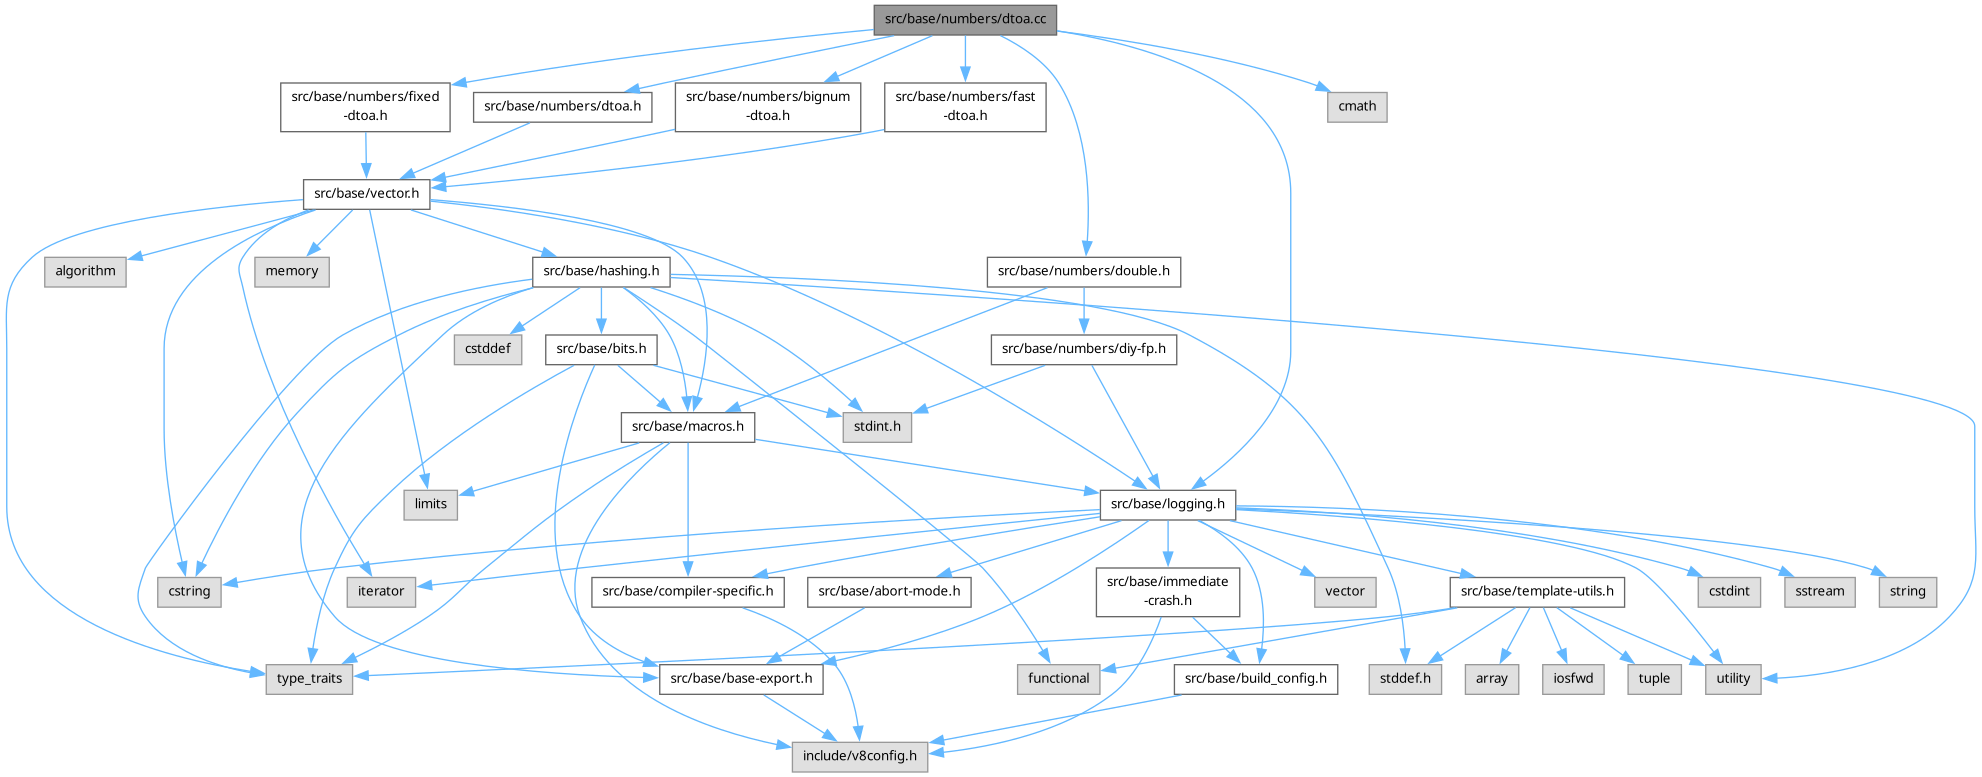 src/base/numbers/dtoa.cc
src/base/numbers/fixed
-dtoa.h
src/base/numbers/dtoa.h
src/base/numbers/bignum
-dtoa.h
src/base/numbers/fast
-dtoa.h
cmath
src/base/vector.h
algorithm
memory
src/base/hashing.h
src/base/numbers/double.h
cstddef
src/base/bits.h
src/base/numbers/diy-fp.h
src/base/macros.h
stdint.h
limits
src/base/logging.h
cstring
iterator
src/base/compiler-specific.h
src/base/abort-mode.h
src/base/immediate
-crash.h
vector
src/base/template-utils.h
cstdint
sstream
string
type_traits
src/base/base-export.h
functional
src/base/build_config.h
stddef.h
array
iosfwd
tuple
utility
include/v8config.h